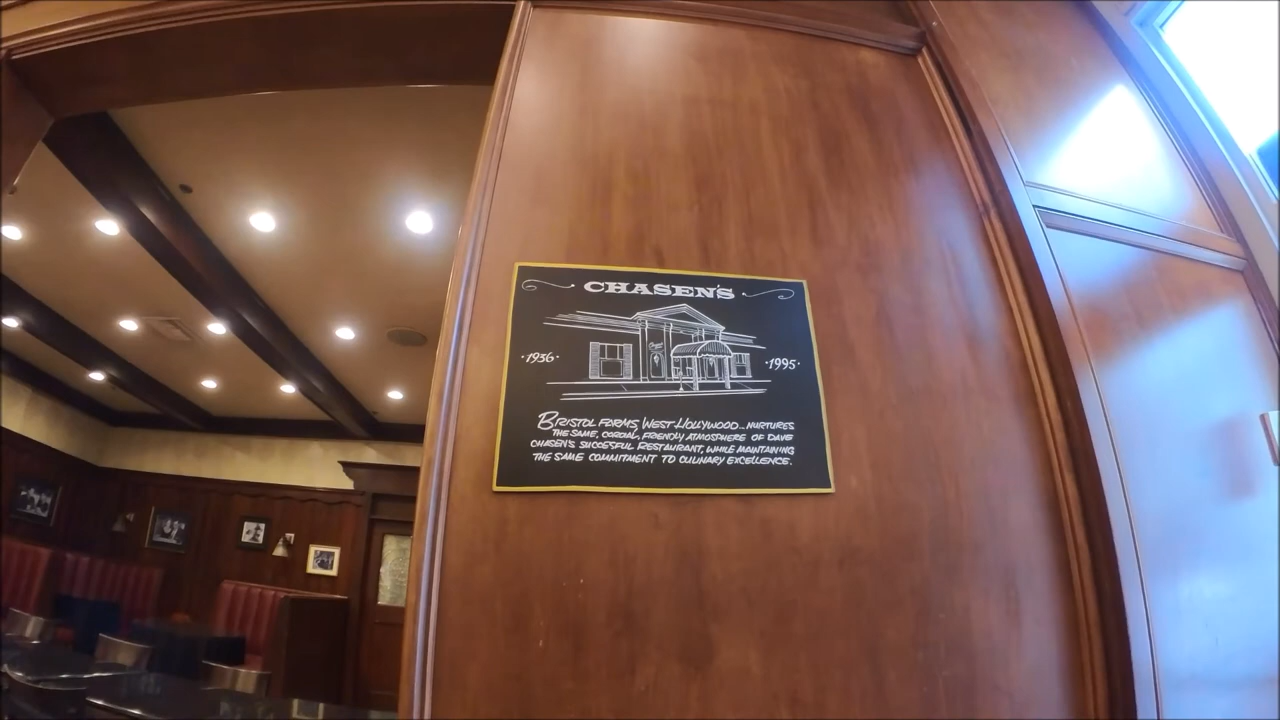 CHASEN'S
·1936·
·1995·
BRISTOL FARMS, WEST HOLLYWOOD... NURTURES
THE SAME, CORDIAL, FRIENDLY ATMOSPHERE OF DAVE
CHASEN'S SUCCESFUL RESTAURANT, WHILE MAINTAINING
THE SAME COMMITMENT TO CULINARY EXCELLENCE.